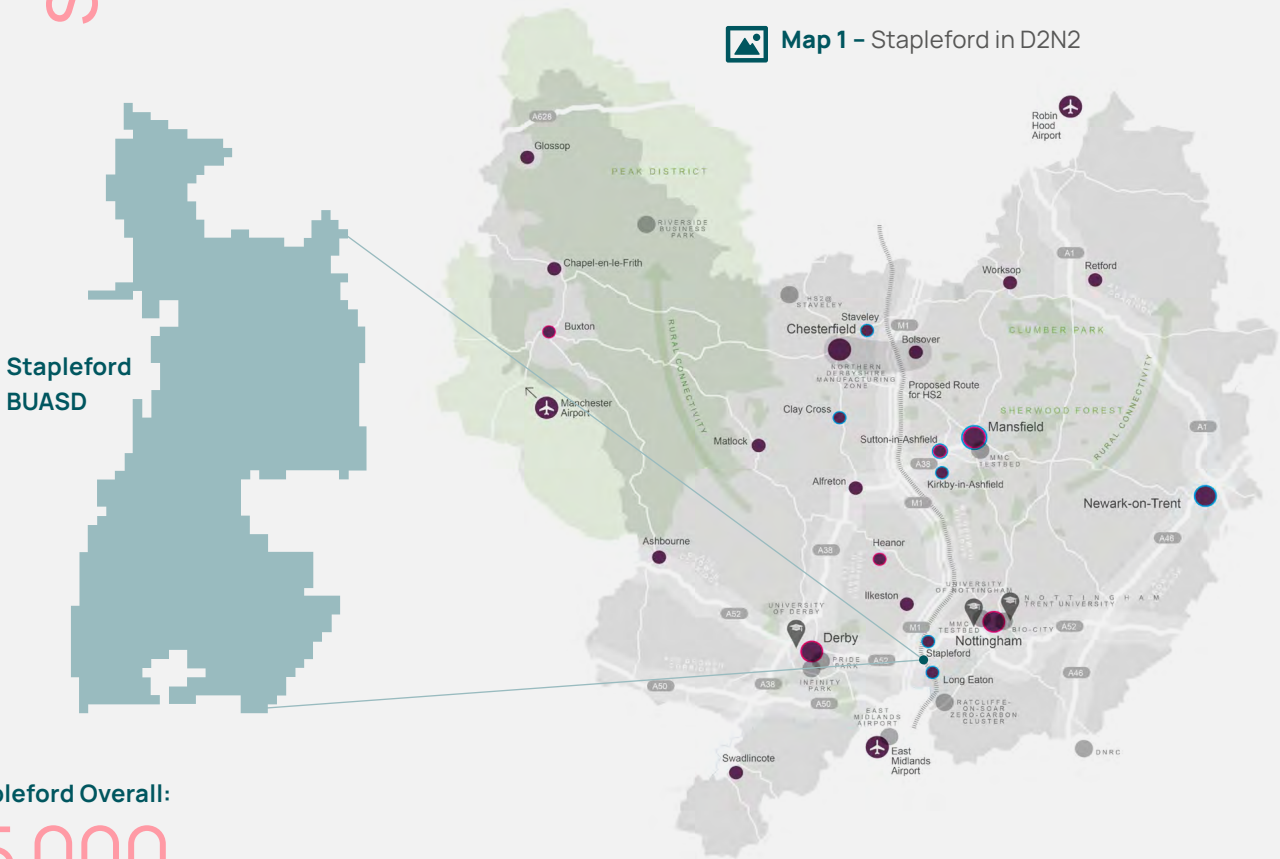 Map 1 – Stapleford in D2N2
Stapleford
BUASD
Robin
Hood
Airport
A628
Glossop
PEAK DISTRICT
RIVERSIDE
BUSINESS
PARK
A1
Chapel-en-le-Frith
Worksop
Retford
HS2@
STAVELEY
Staveley
Chesterfield
M1
Buxton
CLUMBER PARK
Bolsover
NORTHERN
DERBYSHIRE
MANUFACTURING
ZONE
RURAL CONNECTIVITY
Proposed Route
for HS2
RURAL CONNECTIVITY
Manchester
Airport
Clay Cross
SHERWOOD FOREST
Mansfield
A1
Matlock
Sutton-in-Ashfield
MMC
TESTBED
A38
Kirkby-in-Ashfield
Alfreton
M1
Newark-on-Trent
Ashbourne
A38
Heanor
A46
UNIVERSITY
OF NOTTINGHAM
NOTTINGHAM
TRENT UNIVERSITY
Ilkeston
UNIVERSITY
OF DERBY
A52
M1
MMC
TESTBED
BIO-CITY
A52
Derby
Nottingham
Stapleford
PRIDE
PARK
A52
INFINITY
PARK
Long Eaton
A46
A50
A38
A50
RATCLIFFE-
ON-SOAR
ZERO-CARBON
CLUSTER
EAST
MIDLANDS
AIRPORT
East
Midlands
Airport
DNRC
Swadlincote
pleford Overall: